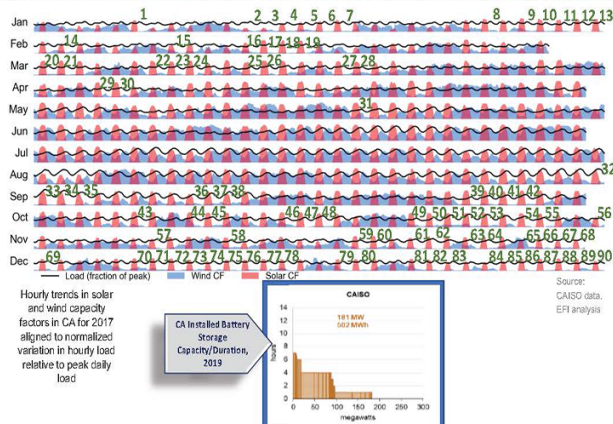 Jan 1 2 3 4 5 6 7 8 9 10 11 12 13
Feb 14 15 16 17 18 19
Mar 20 21 22 23 24 25 26 27 28
Apr 29 30
May 31
Jun
Jul
Aug 32
Sep 33 34 35 36 37 38 39 40 41 42
Oct 43 44 45 46 47 48 49 50 51 52 53 54 55 56
Nov 57 58 59 60 61 62 63 64 65 66 67 68
Dec 69 70 71 72 73 74 75 76 77 78 79 80 81 82 83 84 85 86 87 88 89 90
Load (fraction of peak) Wind CF Solar CF
Hourly trends in solar
and wind capacity
factors in CA for 2017
aligned to normalized
variation in hourly load
relative to peak daily
load
CA Installed Battery
Storage
Capacity/Duration,
2019
CAISO
181 MW
502 MWh
hours
14
12
10
8
6
4
2
0
0 50 100 150 200 250 300
megawatts
Source:
CAISO data.
EFI analysis